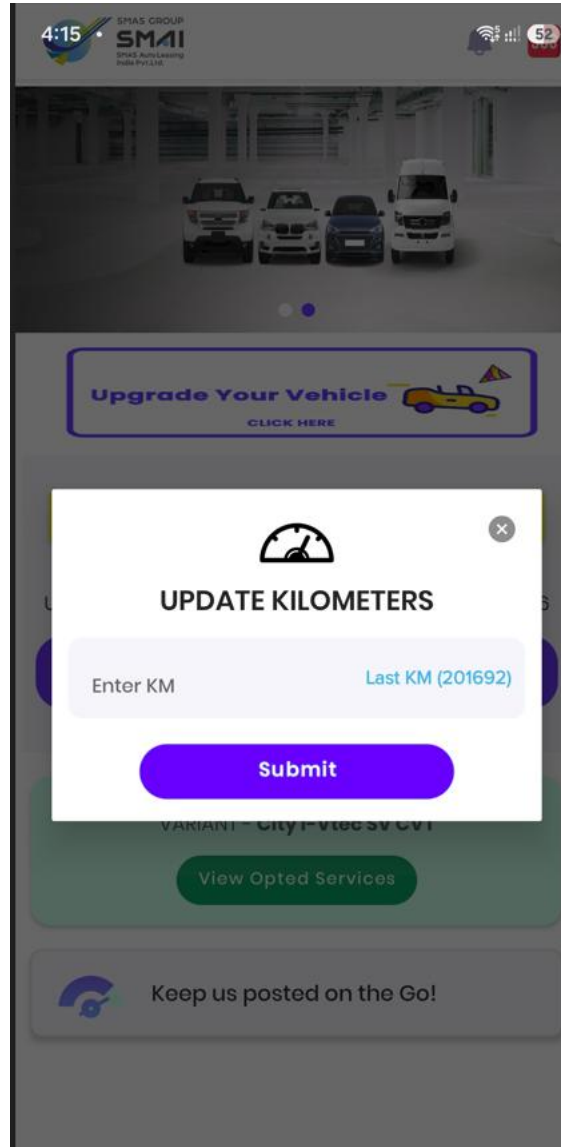 4:15
SMAS GROUP
SMAI
SMAS Auto Leasing
India Pvt.Ltd
52
Upgrade Your Vehicle
CLICK HERE
UPDATE KILOMETERS
Enter KM
Last KM (201692)
Submit
VARIANT - City i-Vtec SV CVT
View Opted Services
Keep us posted on the Go!